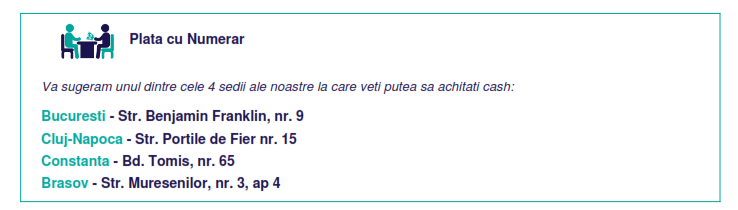 Plata cu Numerar
Va sugeram unul dintre cele 4 sedii ale noastre la care veti putea sa achitati cash:
Bucuresti - Str. Benjamin Franklin, nr. 9
Cluj-Napoca - Str. Portile de Fier nr. 15
Constanta - Bd. Tomis, nr. 65
Brasov - Str. Muresenilor, nr. 3, ap 4